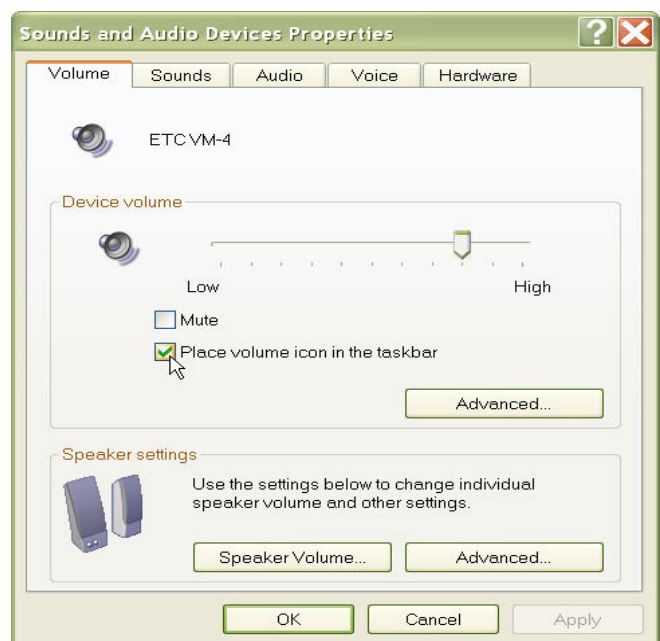 Sounds and Audio Devices Properties
Volume Sounds Audio Voice Hardware
ETC VM-4
Device volume
Low High
Mute
Place volume icon in the taskbar
Advanced...
Speaker settings
Use the settings below to change individual
speaker volume and other settings.
Speaker Volume... Advanced...
OK Cancel Apply